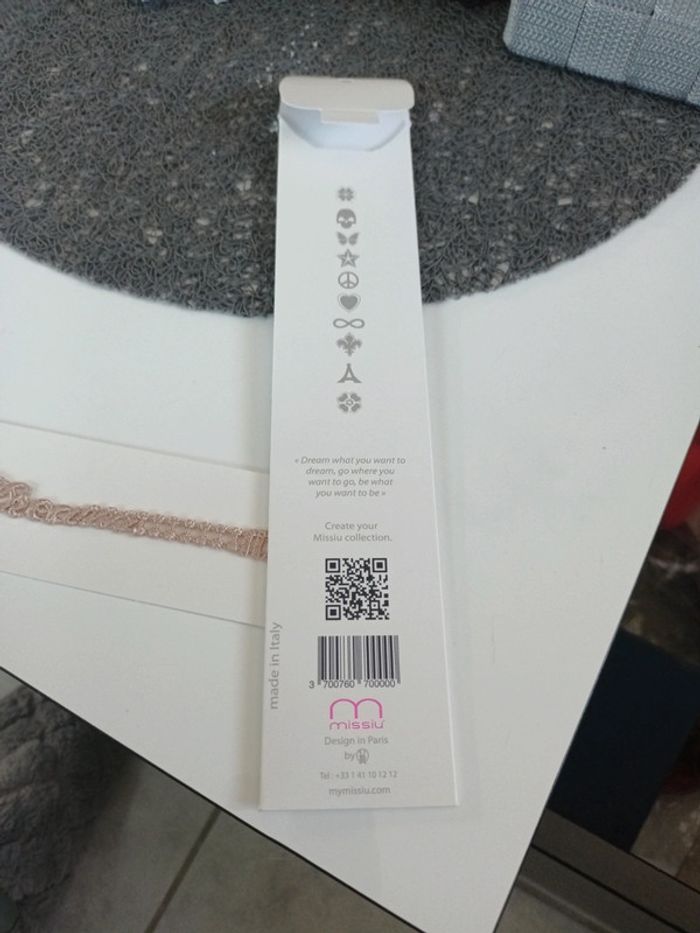 « Dream what you want to
dream, go where you
want to go, be what
you want to be »
Create your
Missiu collection.
made in Italy
3 700760 700000
missiu
Design in Paris
by
Tel : +33 1 41 10 12 12
mymissiu.com